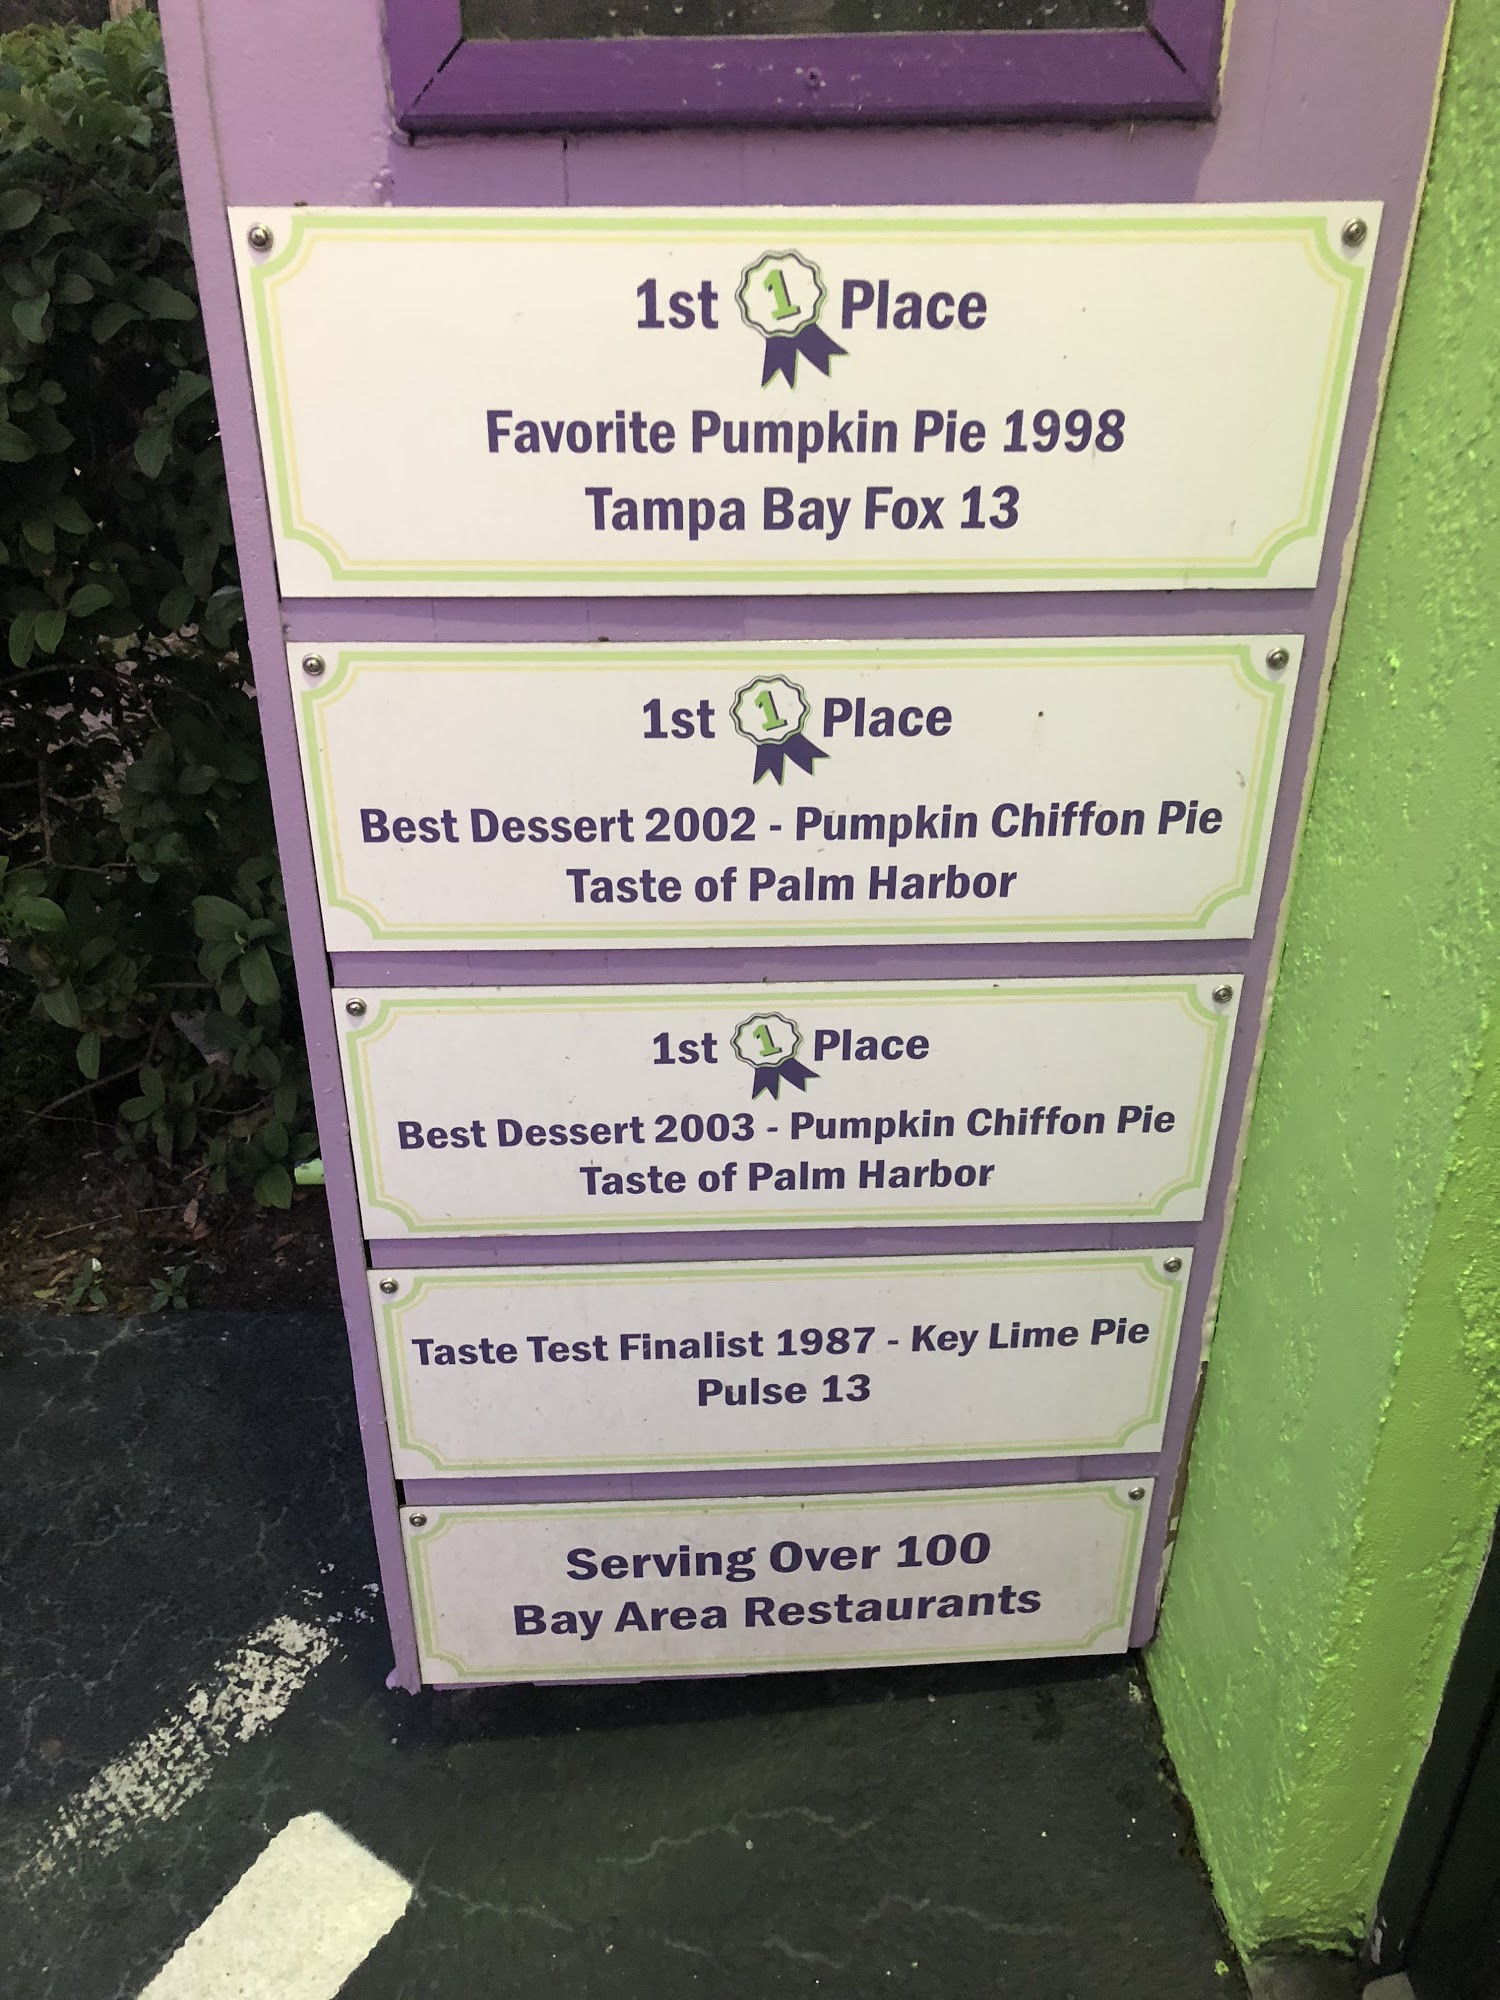 1st 1 Place
Favorite Pumpkin Pie 1998
Tampa Bay Fox 13
1st 1 Place
Best Dessert 2002 - Pumpkin Chiffon Pie
Taste of Palm Harbor
1st 1 Place
Best Dessert 2003 - Pumpkin Chiffon Pie
Taste of Palm Harbor
Taste Test Finalist 1987 - Key Lime Pie
Pulse 13
Serving Over 100
Bay Area Restaurants